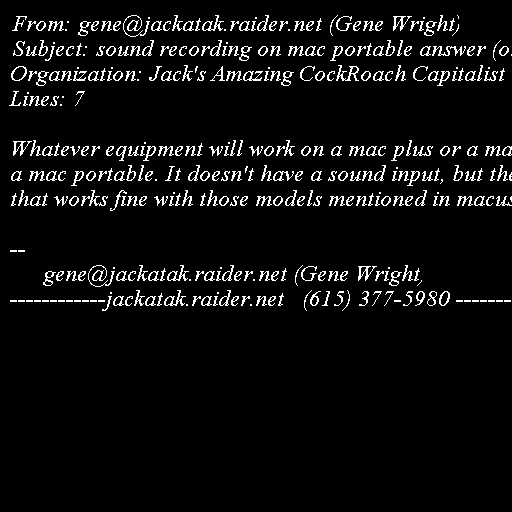 From: gene@jackatak.raider.net (Gene Wright)
Subject: sound recording on mac portable answer (o
Organization: Jack's Amazing CockRoach Capitalist
Lines: 7

Whatever equipment will work on a mac plus or a ma
a mac portable. It doesn't have a sound input, but the
that works fine with those models mentioned in macus

--
gene@jackatak.raider.net (Gene Wright,
------------jackatak.raider.net (615) 377-5980 -------